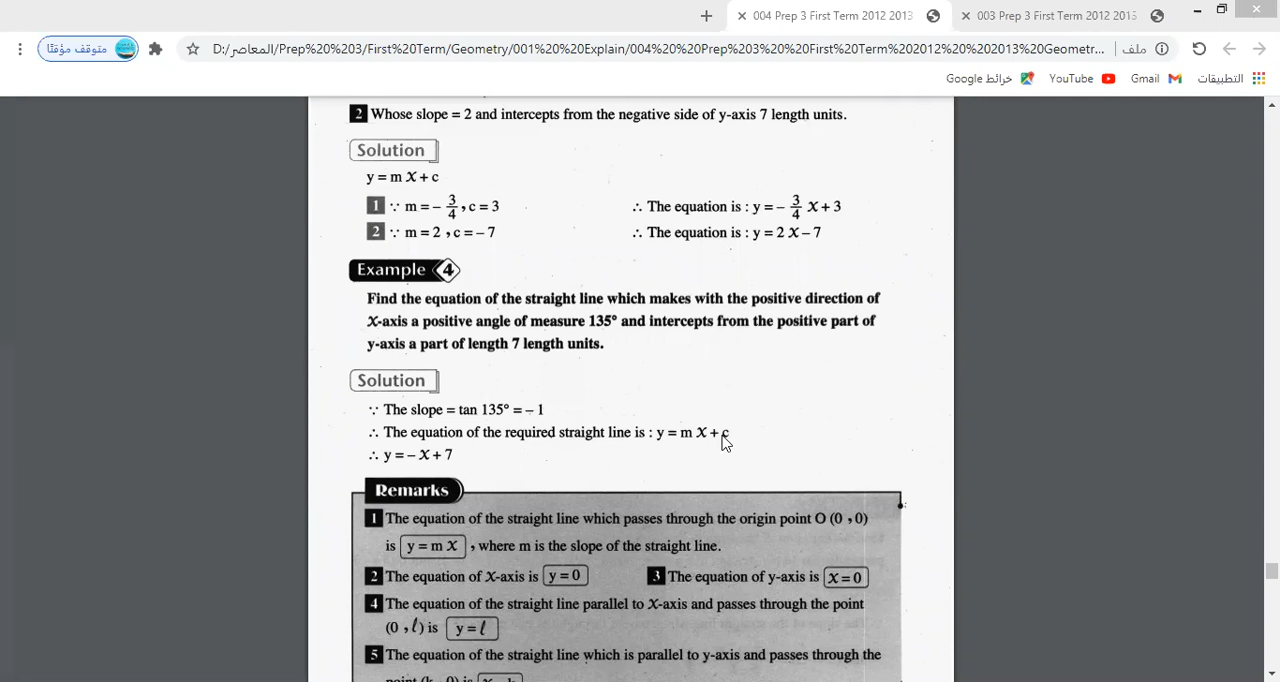 004 Prep 3 First Term 2012 2013
003 Prep 3 First Term 2012 2013
متوقف مؤقتًا
D:/المعاصر/Prep%20%203/First%20Term/Geometry/001%20%20Explain/004%20%20Prep%203%20%20First%20Term%202012%20%202013%20Geometr...
ملف
التطبيقات
Gmail
YouTube
خرائط Google
2 Whose slope = 2 and intercepts from the negative side of y-axis 7 length units.
Solution
y = m X + c
1 ∵ m = – 3/4 , c = 3 ∴ The equation is : y = – 3/4 X + 3
2 ∵ m = 2 , c = – 7 ∴ The equation is : y = 2 X – 7
Example 4
Find the equation of the straight line which makes with the positive direction of
X-axis a positive angle of measure 135° and intercepts from the positive part of
y-axis a part of length 7 length units.
Solution
∵ The slope = tan 135° = – 1
∴ The equation of the required straight line is : y = m X + c
∴ y = – X + 7
Remarks
1 The equation of the straight line which passes through the origin point O (0 , 0)
is y = m X , where m is the slope of the straight line.
2 The equation of X-axis is y = 0 3 The equation of y-axis is X = 0
4 The equation of the straight line parallel to X-axis and passes through the point
(0 , ℓ) is y = ℓ
5 The equation of the straight line which is parallel to y-axis and passes through the